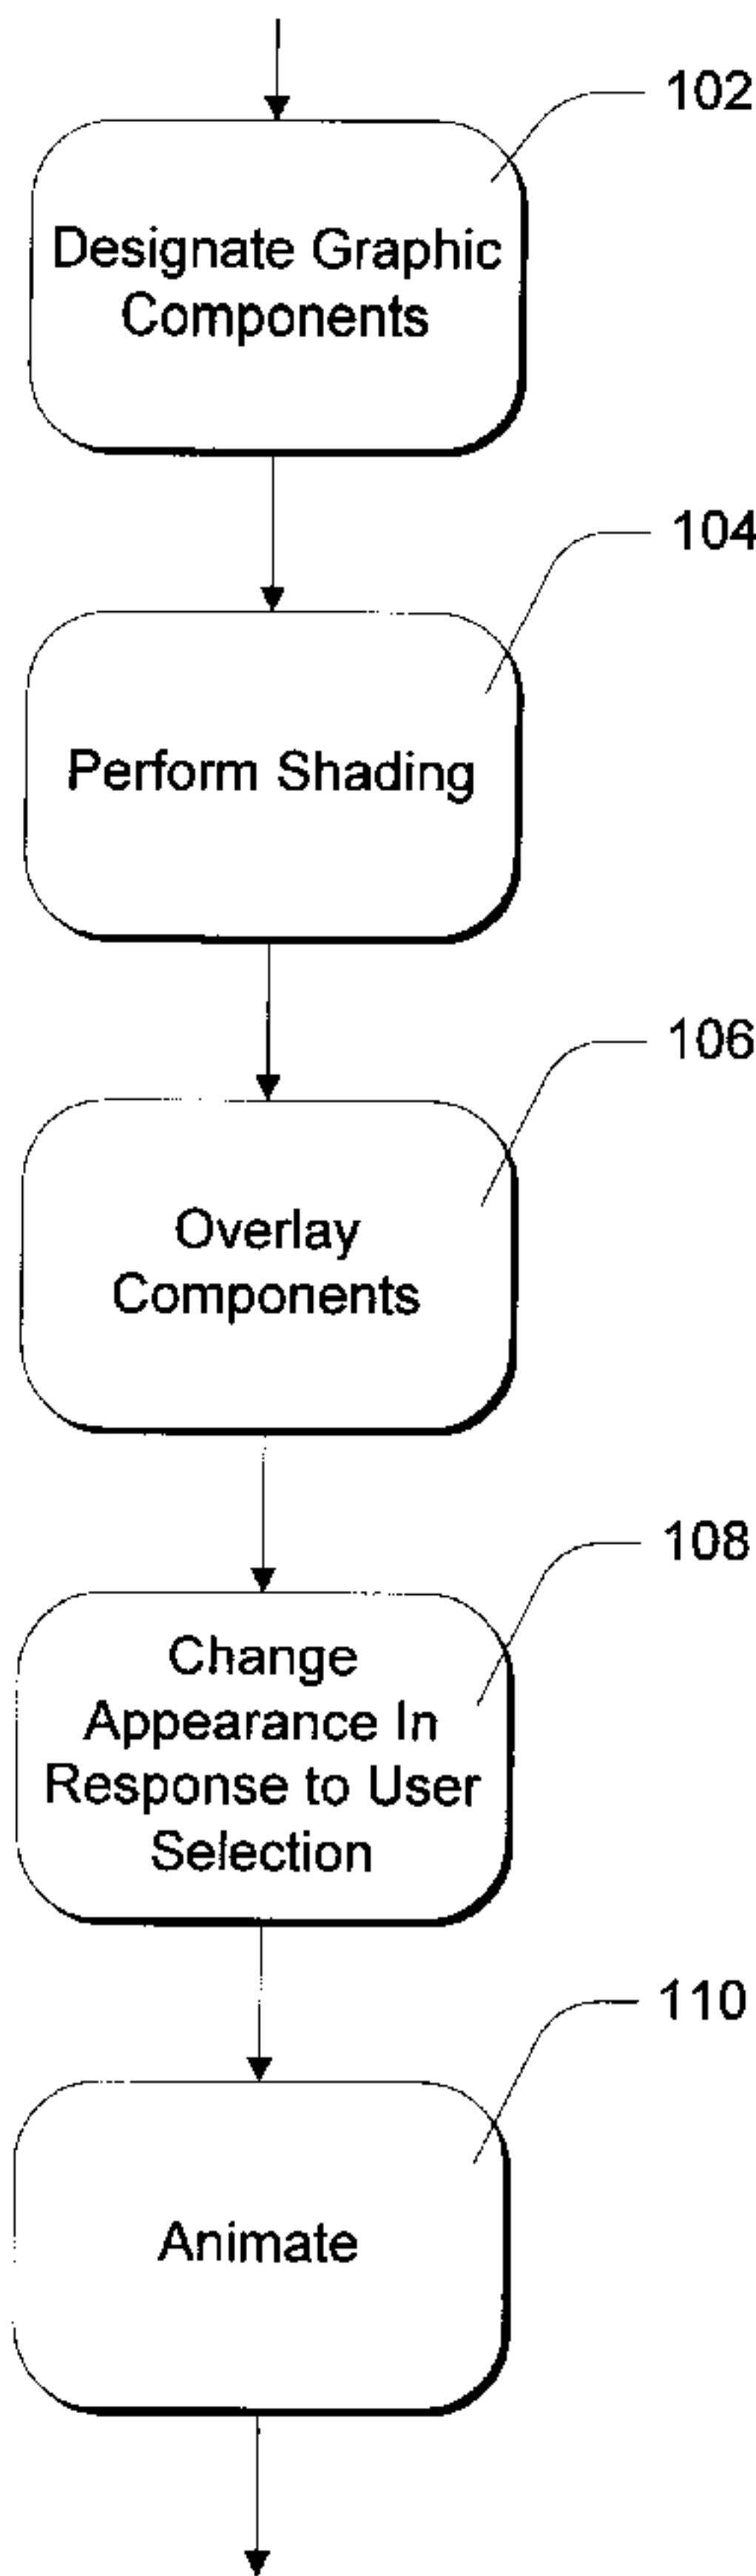 102
Designate Graphic
Components
104
Perform Shading
106
Overlay
Components
108
Change
Appearance In
Response to User
Selection
110
Animate